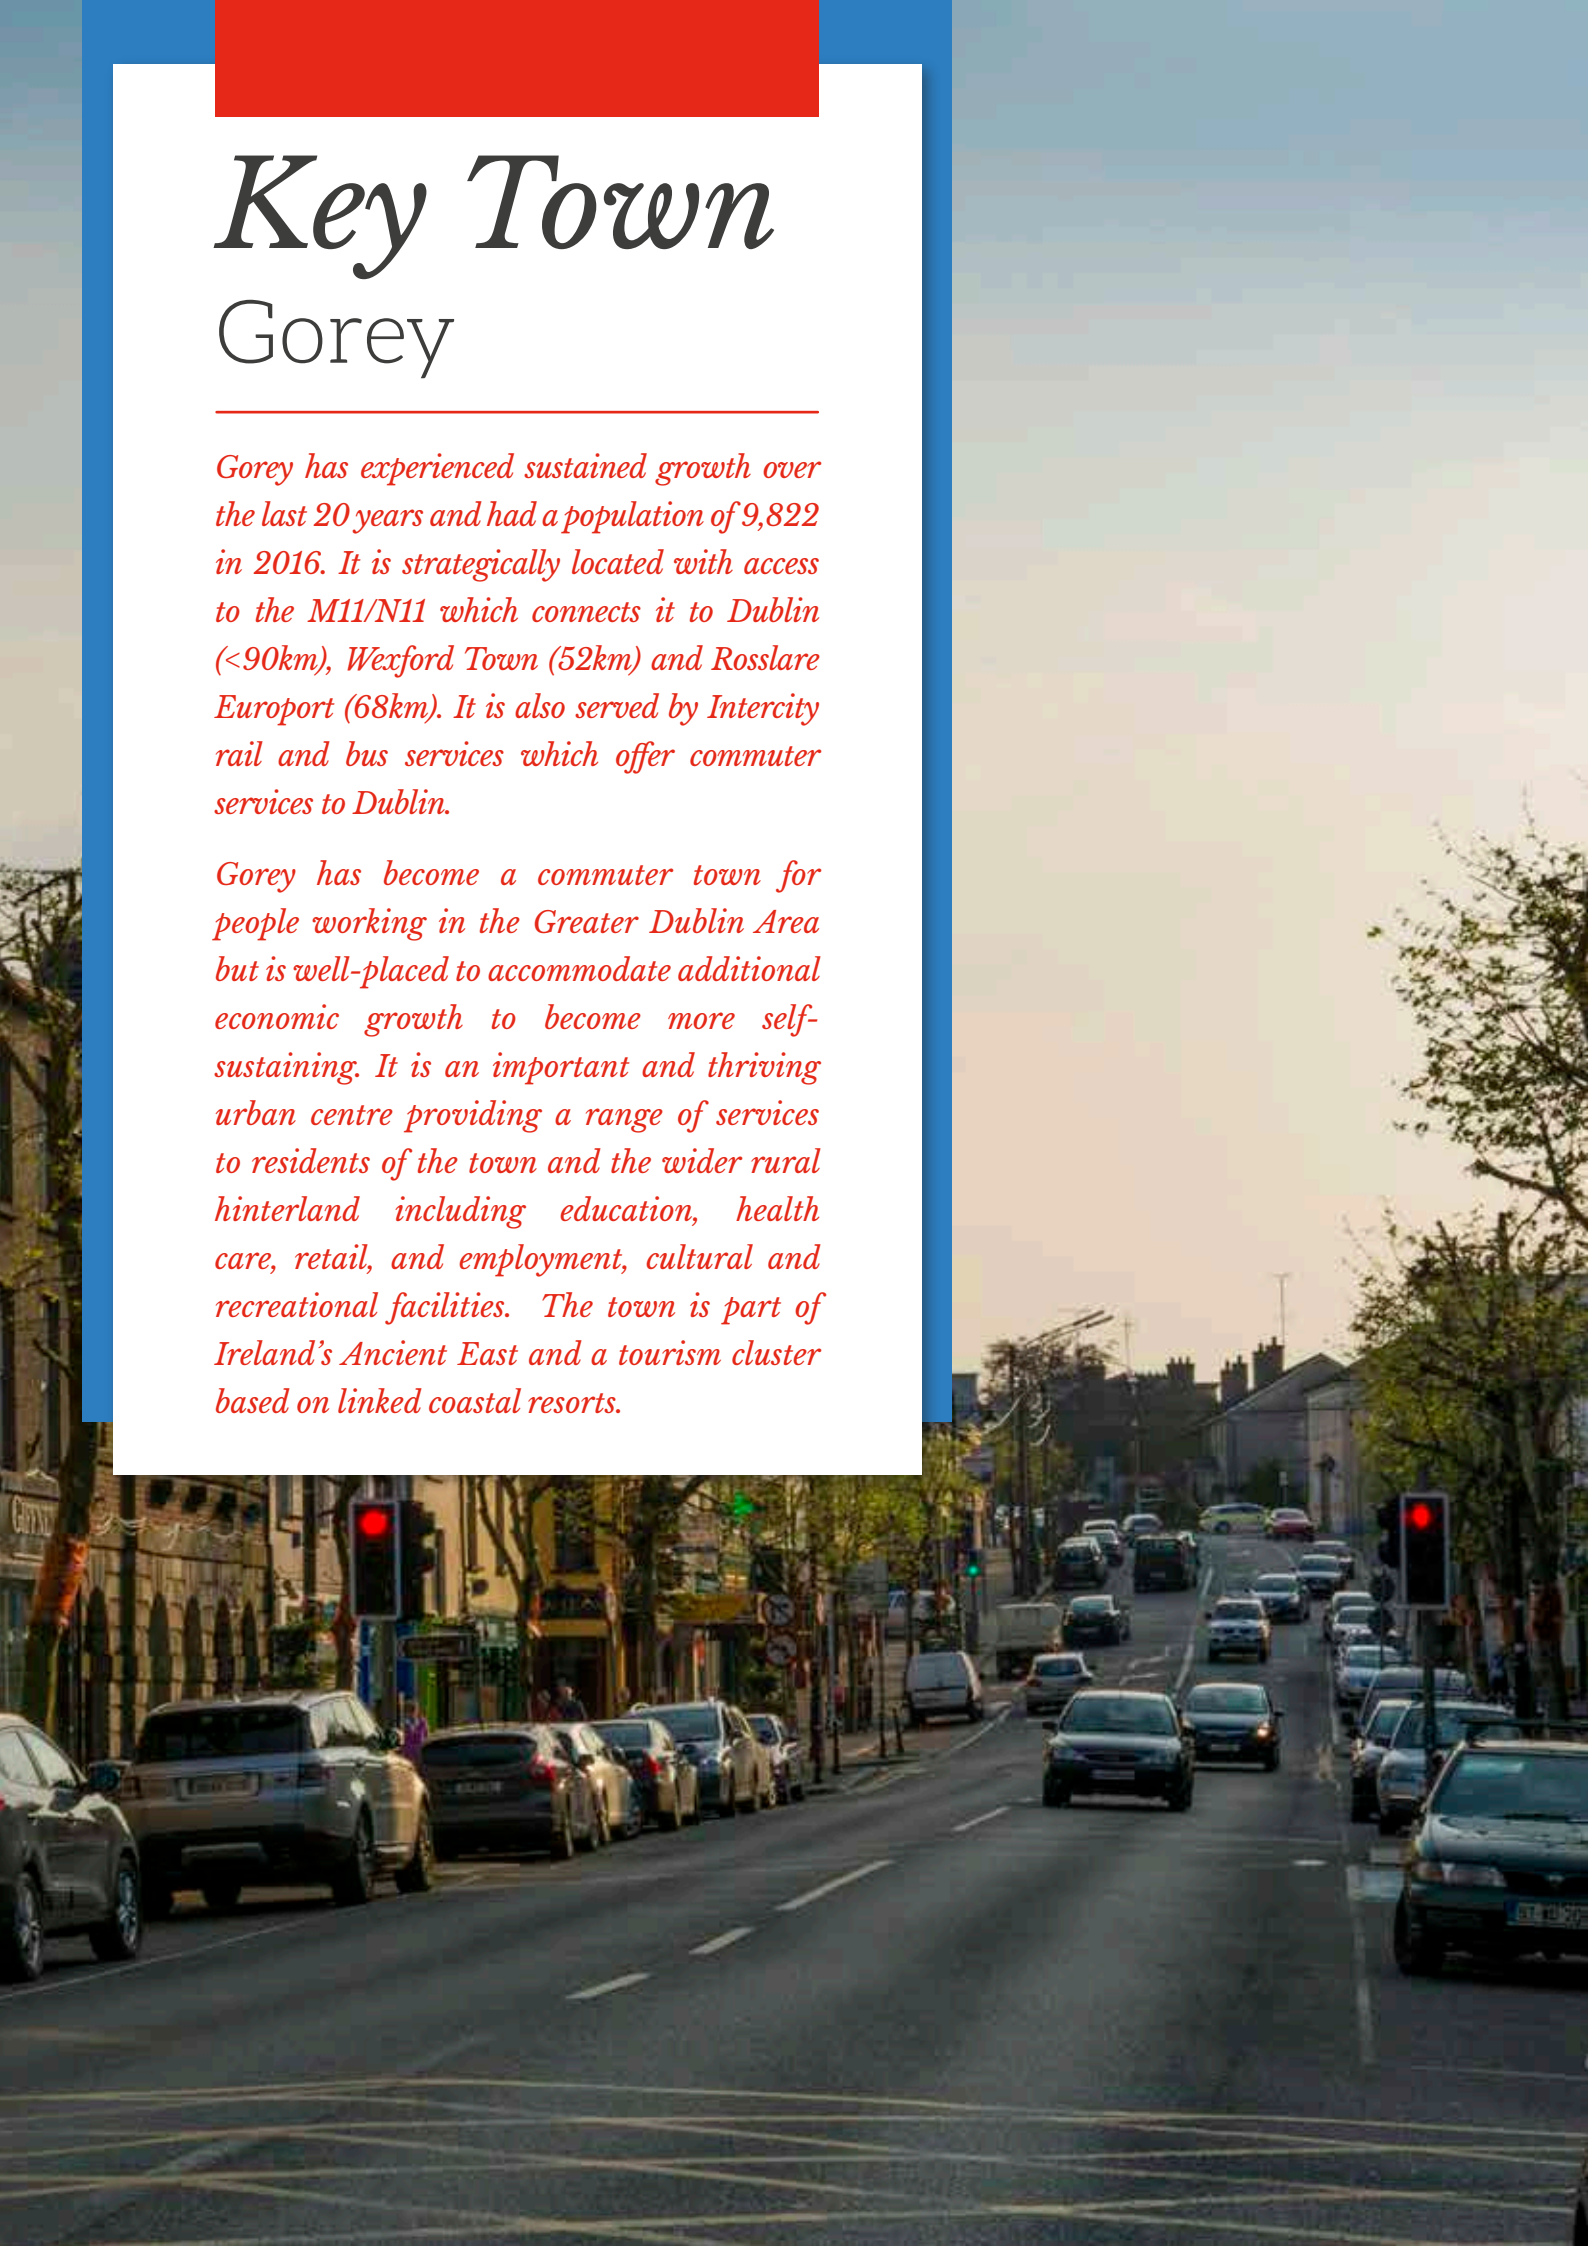 Key Town
Gorey
Gorey has experienced sustained growth over
the last 20 years and had a population of 9,822
in 2016. It is strategically located with access
to the M11/N11 which connects it to Dublin
(<90km), Wexford Town (52km) and Rosslare
Europort (68km). It is also served by Intercity
rail and bus services which offer commuter
services to Dublin.
Gorey has become a commuter town for
people working in the Greater Dublin Area
but is well-placed to accommodate additional
economic growth to become more self-
sustaining. It is an important and thriving
urban centre providing a range of services
to residents of the town and the wider rural
hinterland including education, health
care, retail, and employment, cultural and
recreational facilities.  The town is part of
Ireland's Ancient East and a tourism cluster
based on linked coastal resorts.